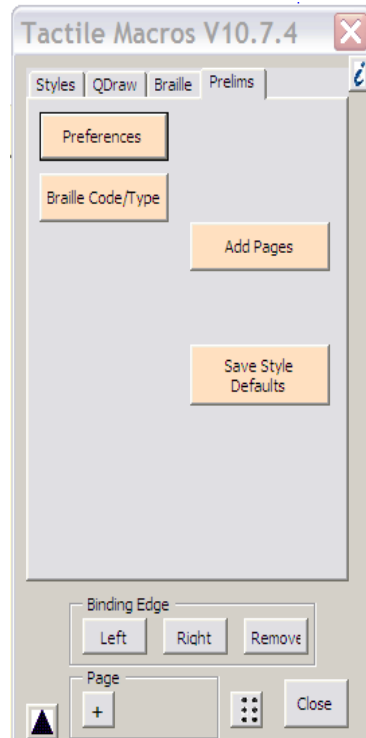 Tactile Macros V10.7.4
Styles QDraw Braille Prelims
i
Preferences
Braille Code/Type
Add Pages
Save Style
Defaults
Binding Edge
Left Right Remove
Page
+
Close